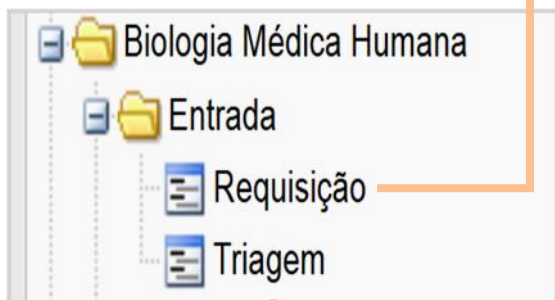 Biologia Médica Humana
Entrada
Requisição
Triagem